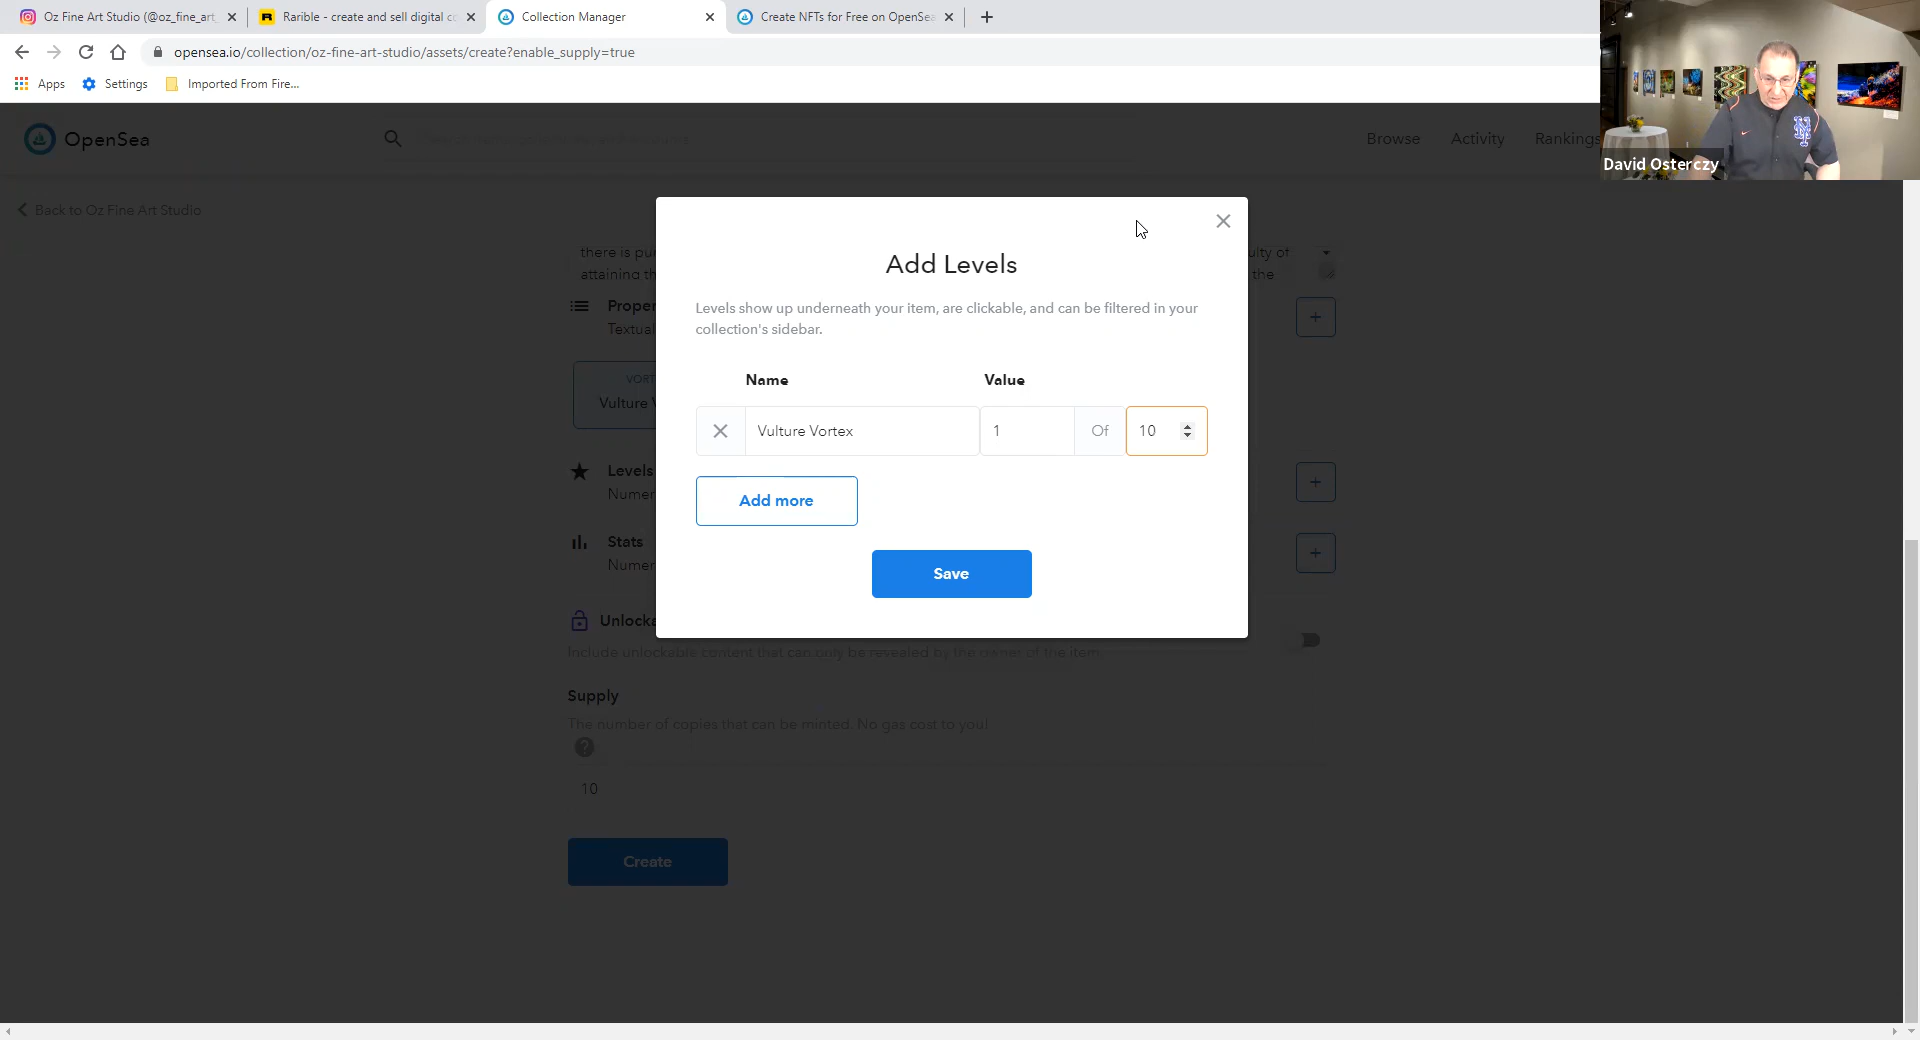 Oz Fine Art Studio (@oz_fine_art_
Rarible - create and sell digital co
Collection Manager
Create NFTs for Free on OpenSea
opensea.io/collection/oz-fine-art-studio/assets/create?enable_supply=true
Apps
Settings
Imported From Fire...
David Osterczy
OpenSea
Browse
Activity
Rankings
Back to Oz Fine Art Studio
there is pu
ulty of
attaining th
the
Add Levels
Levels show up underneath your item, are clickable, and can be filtered in your
collection's sidebar.
Proper
Textual
Name Value
VORT
Vulture V
Vulture Vortex 1 Of 10
Levels
Numer
Add more
Stats
Numer
Save
Unlocka
Include unlockable content that can only be revealed by the owner of the item.
Supply
The number of copies that can be minted. No gas cost to you!
10
Create